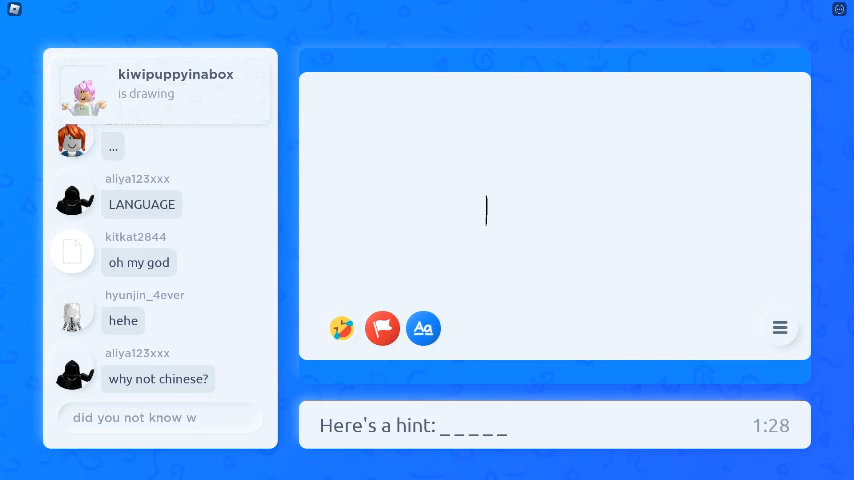 kiwipuppyinabox
is drawing
...
aliya123xxx
LANGUAGE
kitkat2844
oh my god
hyunjin_4ever
hehe
aliya123xxx
why not chinese?
did you not know w
Aa
Here's a hint: _ _ _ _ _
1:28